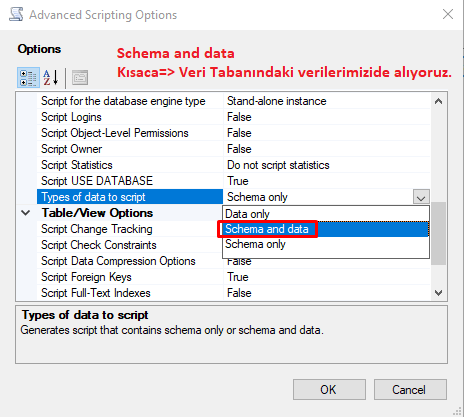 Advanced Scripting Options
Options
Schema and data
Kısaca=> Veri Tabanındaki verilerimizide alıyoruz.
Script for the database engine type Stand-alone instance
Script Logins False
Script Object-Level Permissions False
Script Owner False
Script Statistics Do not script statistics
Script USE DATABASE True
Types of data to script Schema only
Table/View Options Data only
Script Change Tracking Schema and data
Script Check Constraints Schema only
Script Data Compression Options False
Script Foreign Keys True
Script Full-Text Indexes False
Types of data to script
Generates script that contains schema only or schema and data.
OK Cancel